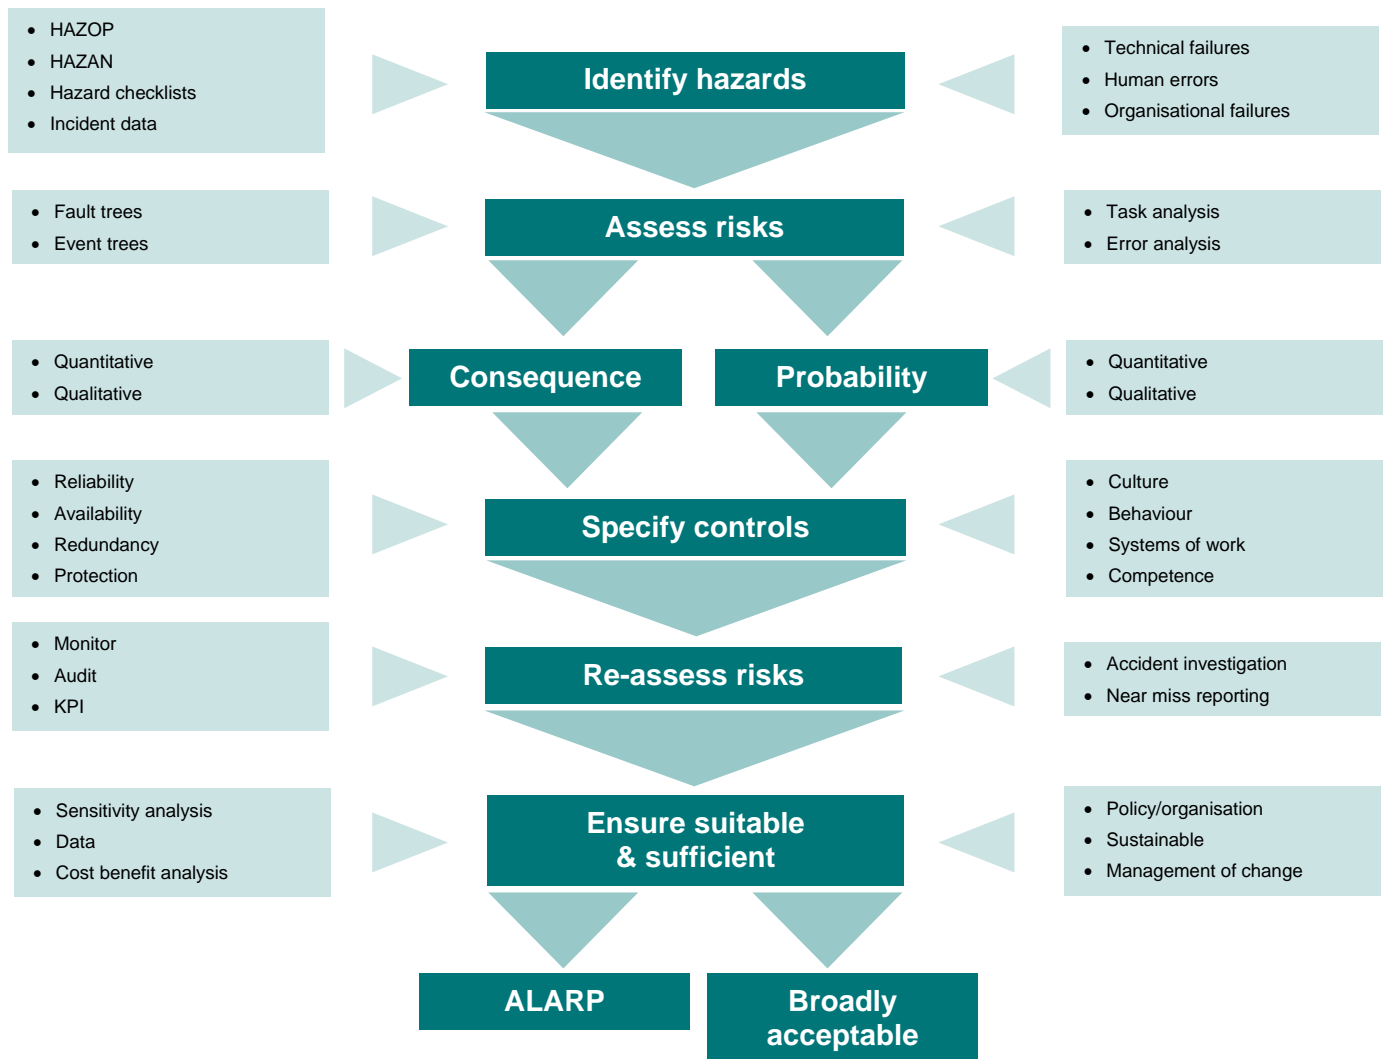 • HAZOP
• HAZAN
• Hazard checklists
• Incident data
Identify hazards
• Technical failures
• Human errors
• Organisational failures
• Fault trees
• Event trees
Assess risks
• Task analysis
• Error analysis
• Quantitative
• Qualitative
Consequence
Probability
• Quantitative
• Qualitative
• Reliability
• Availability
• Redundancy
• Protection
Specify controls
• Culture
• Behaviour
• Systems of work
• Competence
• Monitor
• Audit
• KPI
Re-assess risks
• Accident investigation
• Near miss reporting
• Sensitivity analysis
• Data
• Cost benefit analysis
Ensure suitable
& sufficient
• Policy/organisation
• Sustainable
• Management of change
ALARP
Broadly
acceptable